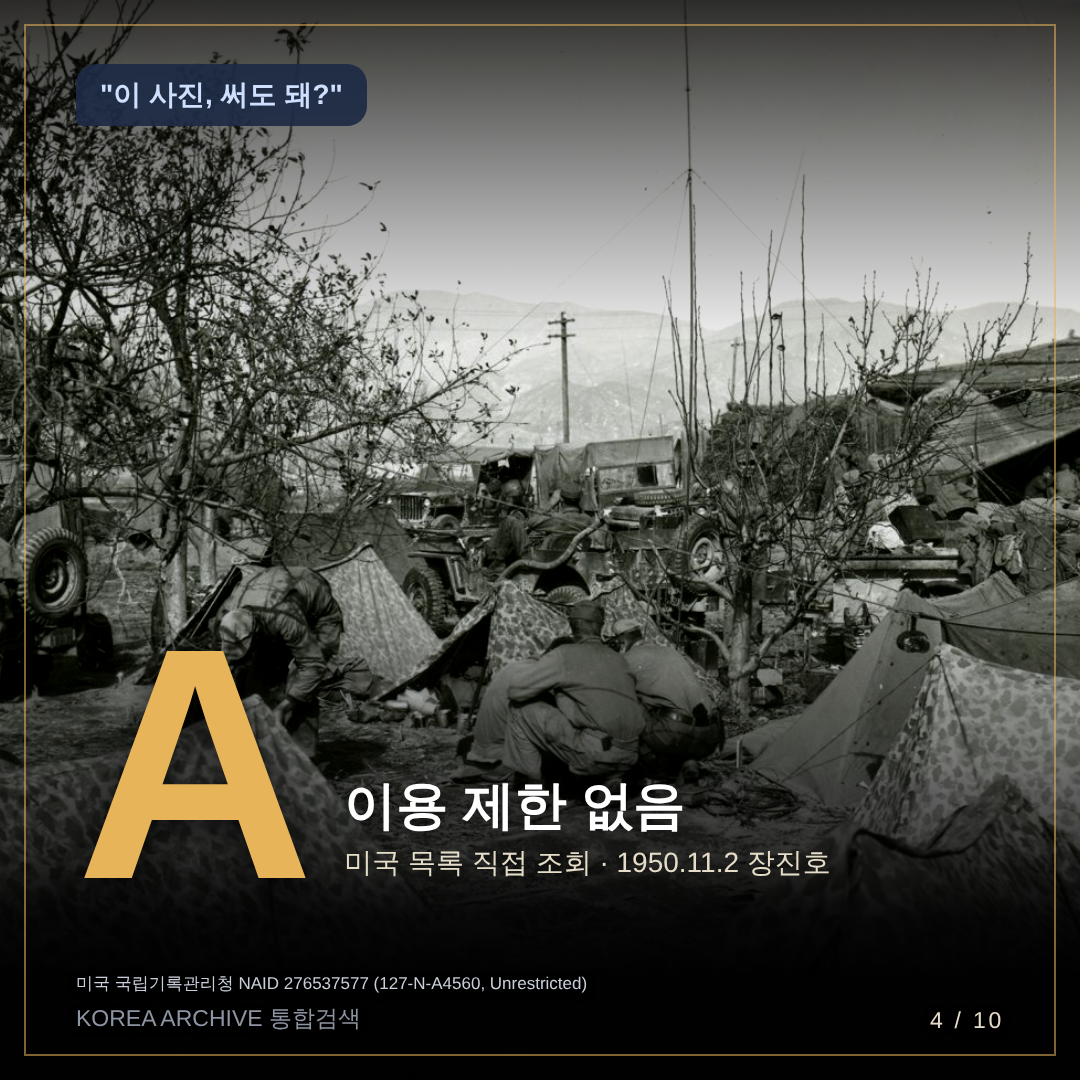 "이 사진, 써도 돼?"
A
이용 제한 없음
미국 목록 직접 조회 · 1950.11.2 장진호
미국 국립기록관리청 NAID 276537577 (127-N-A4560, Unrestricted)
KOREA ARCHIVE 통합검색
4 / 10